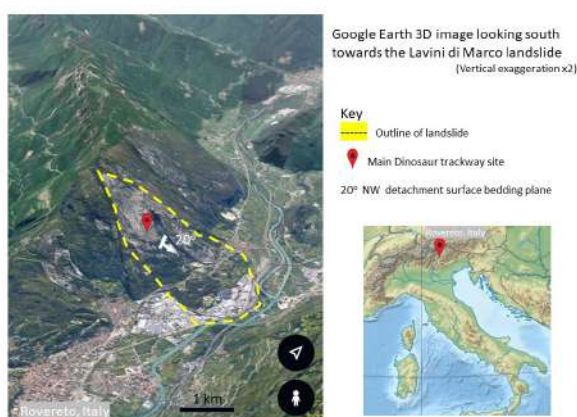 Google Earth 3D image looking south
towards the Lavini di Marco landslide
(Vertical exaggeration x2)
Key
Outline of landslide
Main Dinosaur trackway site
20° NW detachment surface bedding plane
20°
1 km
Rovereto, Italy
Rovereto, Italy